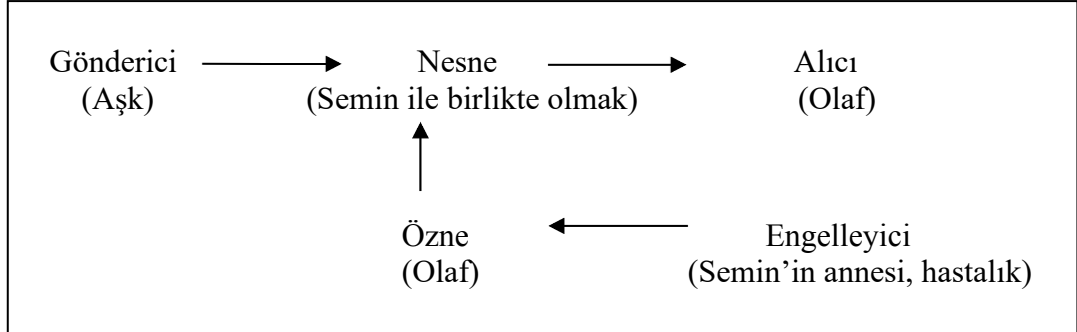 Gönderici Nesne Alıcı
(Aşk) (Semin ile birlikte olmak) (Olaf)
Özne Engelleyici
(Olaf) (Semin’in annesi, hastalık)